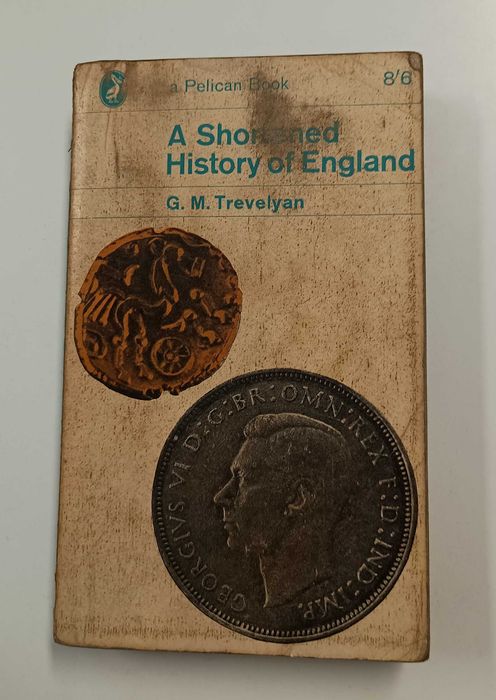 a Pelican Book 8/6
A Shortened
History of England
G. M. Trevelyan
GEORGIVS VI D:G:BR:OMN:REX F:D:IND:IMP.